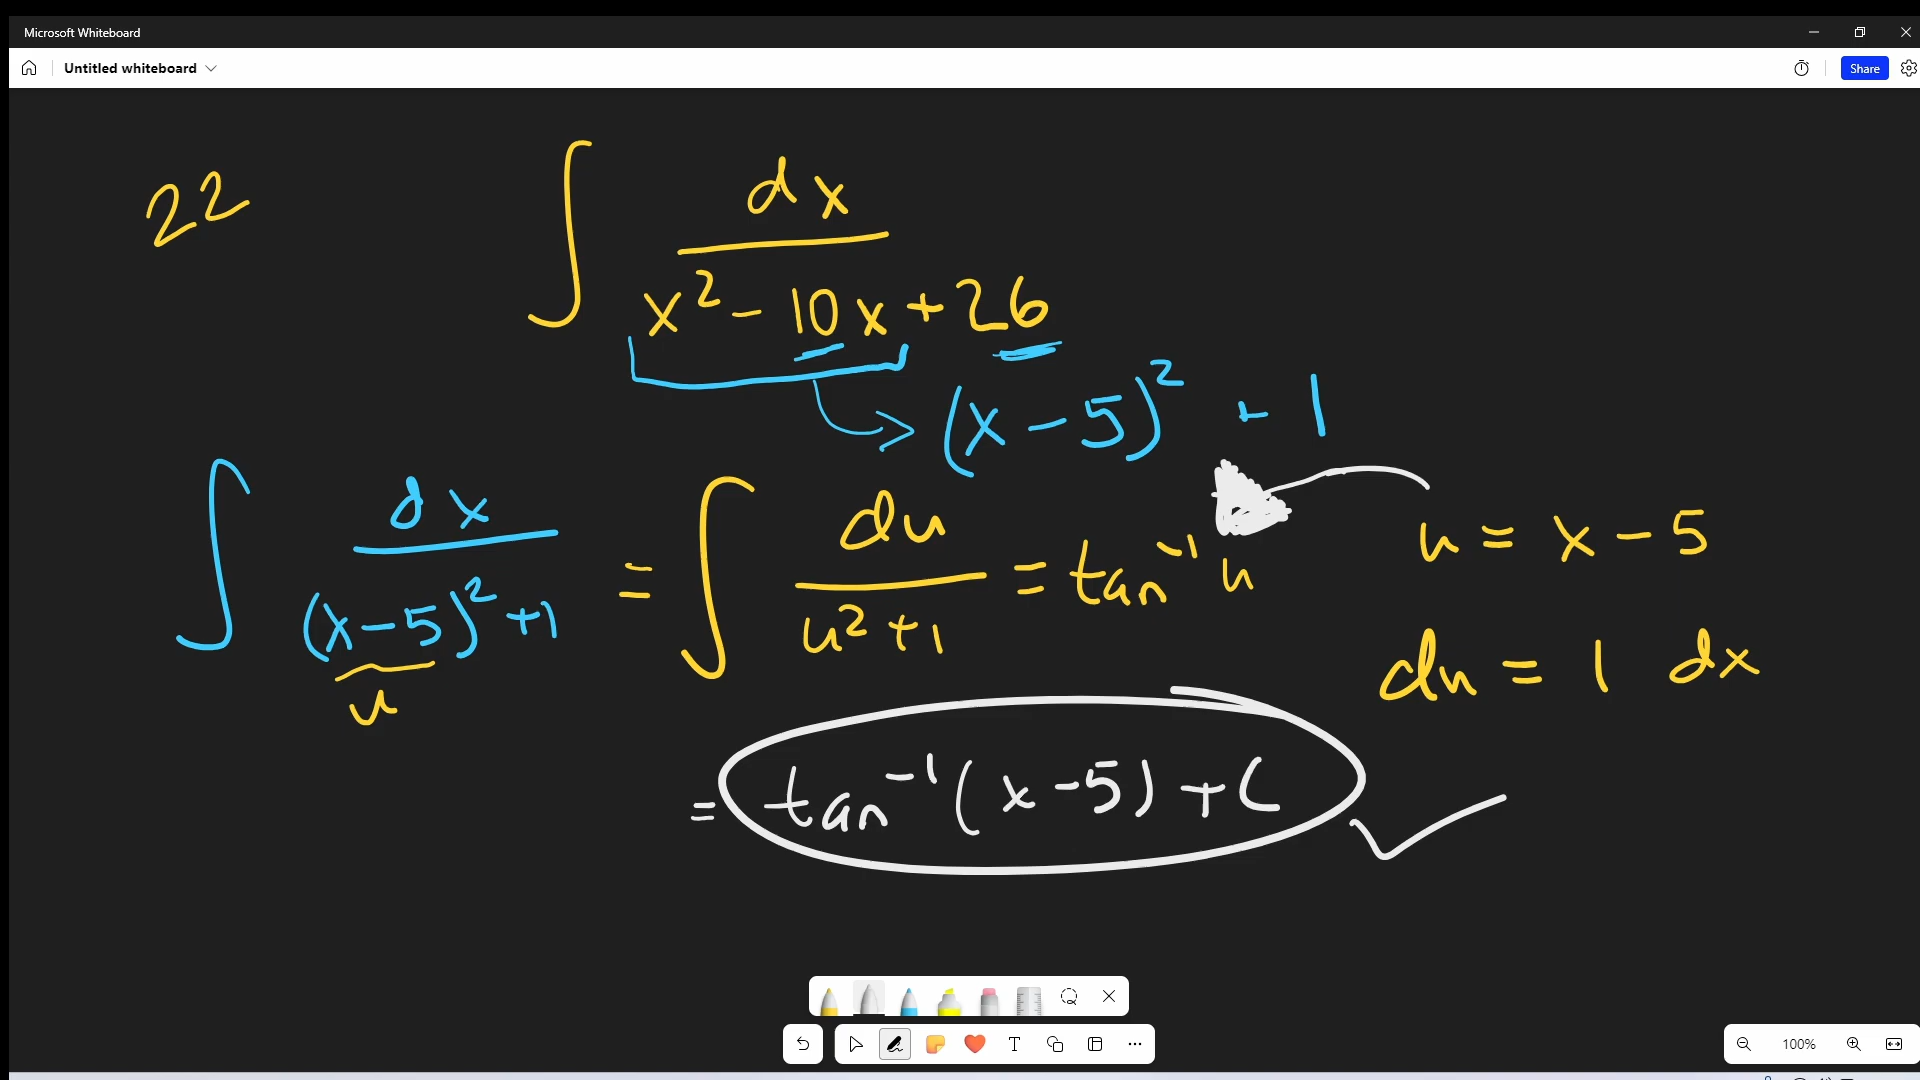 Microsoft Whiteboard
Untitled whiteboard
Share
22
∫ dx / (x² - 10x + 26)
(x - 5)² + 1
∫ dx / ((x-5)² + 1) = ∫ du / (u² + 1) = tan⁻¹ u
u
u = x - 5
du = 1 dx
= tan⁻¹(x - 5) + C
100%